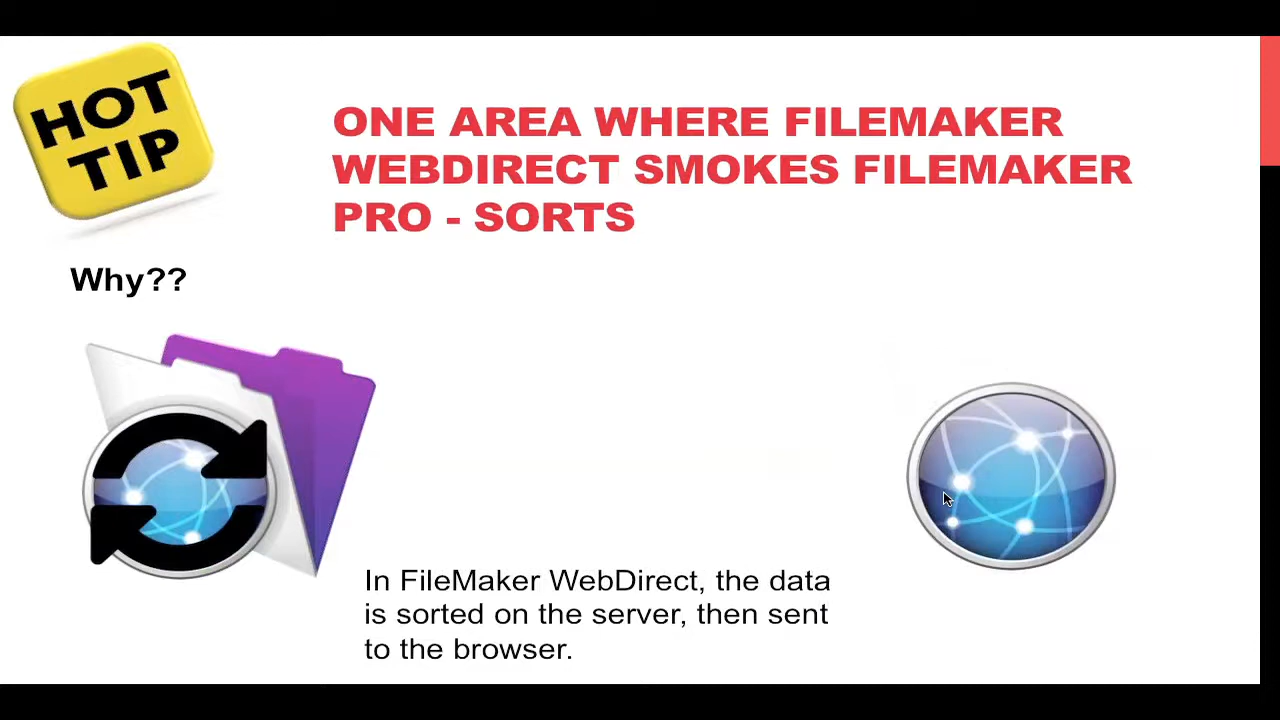 HOT
TIP
ONE AREA WHERE FILEMAKER
WEBDIRECT SMOKES FILEMAKER
PRO - SORTS
Why??
In FileMaker WebDirect, the data
is sorted on the server, then sent
to the browser.